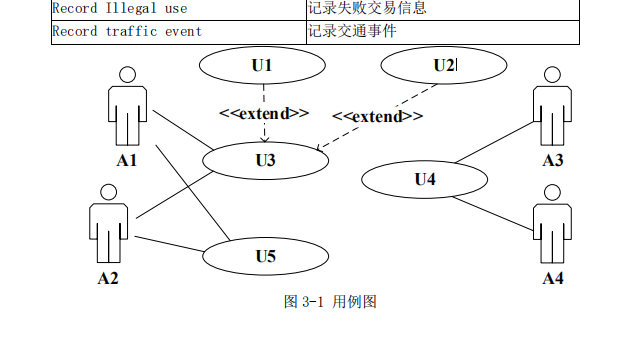 Record Illegal use 记录失败交易信息
Record traffic event 记录交通事件
U1 U2
<<extend>> <<extend>>
A1 U3 A3
U4
A2 U5 A4
图 3-1 用例图